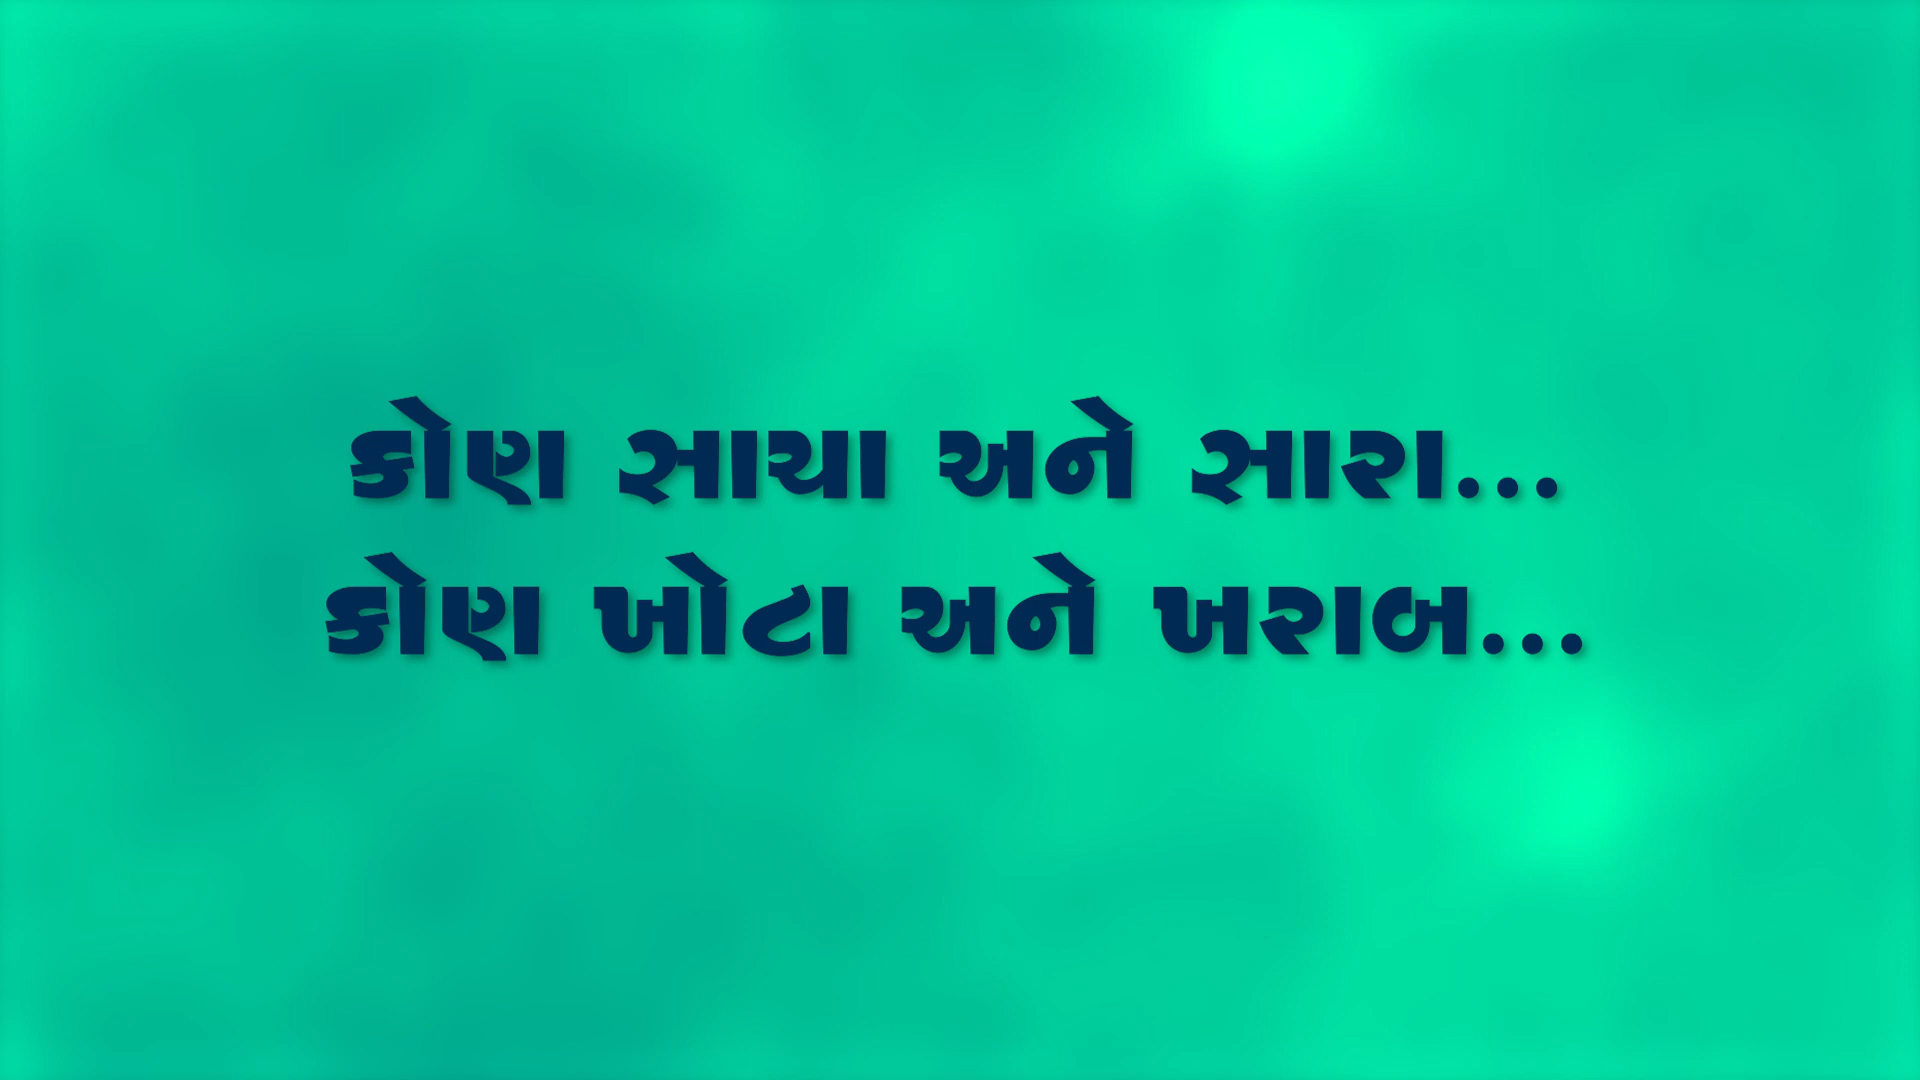 કોણ સાચા અને સારા...
કોણ ખોટા અને ખરાબ...